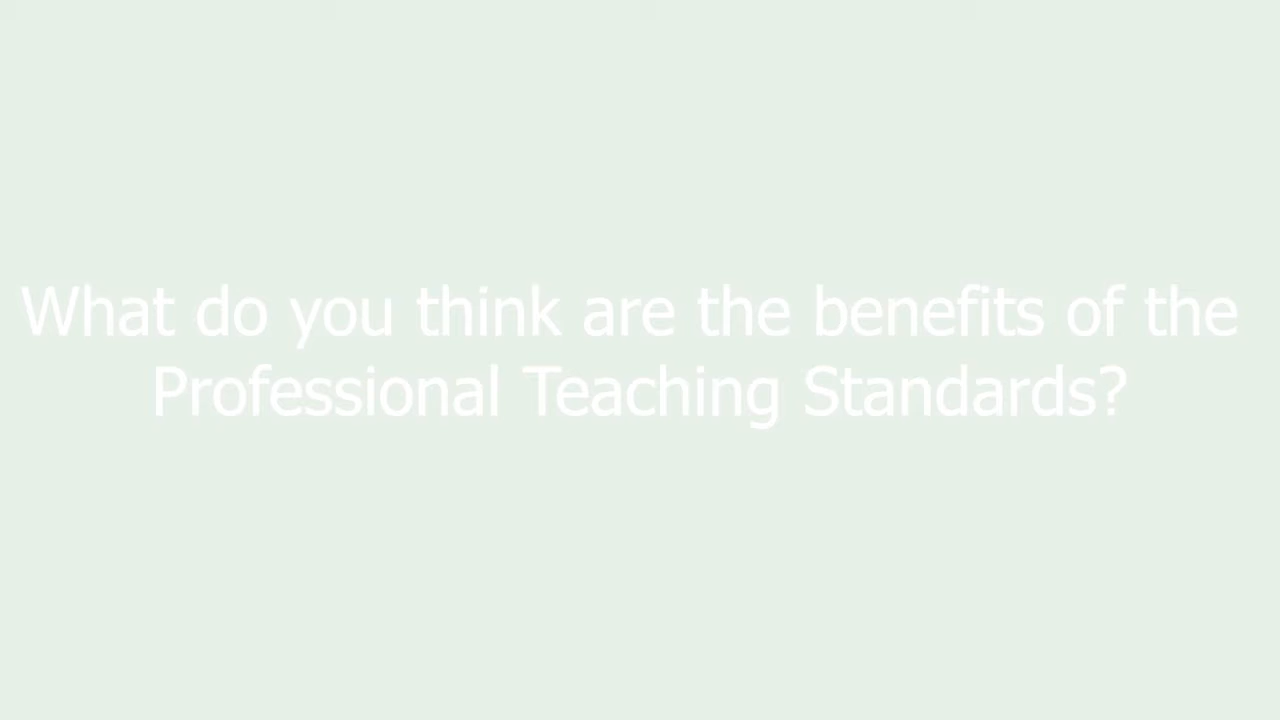 What do you think are the benefits of the
Professional Teaching Standards?